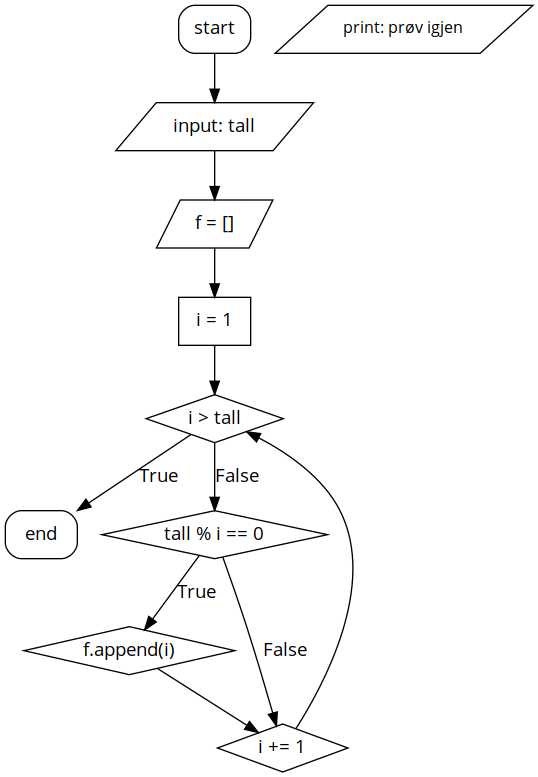 start
print: prøv igjen
input: tall
f = []
i = 1
i > tall
True
False
end
tall % i == 0
True
False
f.append(i)
i += 1